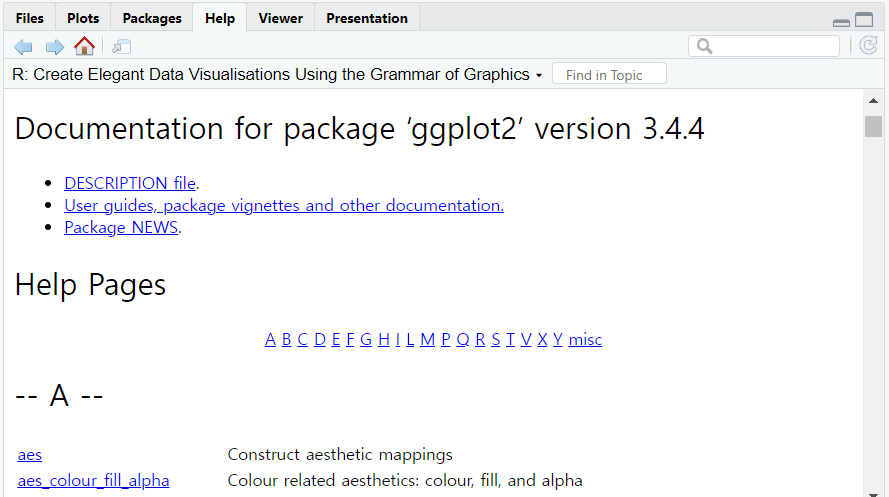 Files Plots Packages Help Viewer Presentation
R: Create Elegant Data Visualisations Using the Grammar of Graphics Find in Topic
Documentation for package ‘ggplot2’ version 3.4.4
• DESCRIPTION file.
• User guides, package vignettes and other documentation.
• Package NEWS.
Help Pages
A B C D E F G H I L M P Q R S T V X Y misc
-- A --
aes Construct aesthetic mappings
aes_colour_fill_alpha Colour related aesthetics: colour, fill, and alpha